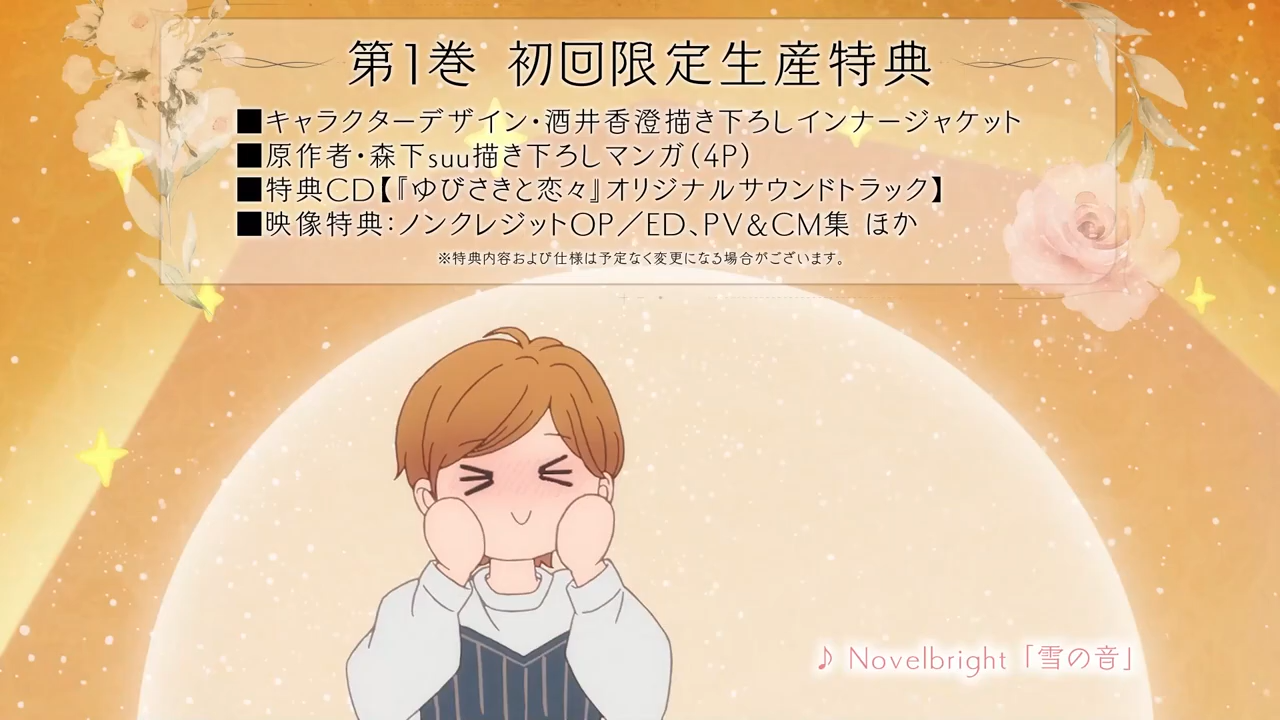 第1巻 初回限定生産特典
■キャラクターデザイン・酒井香澄描き下ろしインナージャケット
■原作者・森下suu描き下ろしマンガ(4P)
■特典CD【『ゆびさきと恋々』オリジナルサウンドトラック】
■映像特典:ノンクレジットOP/ED、PV&CM集 ほか
※特典内容および仕様は予定なく変更になる場合がございます。
♪ Novelbright「雪の音」